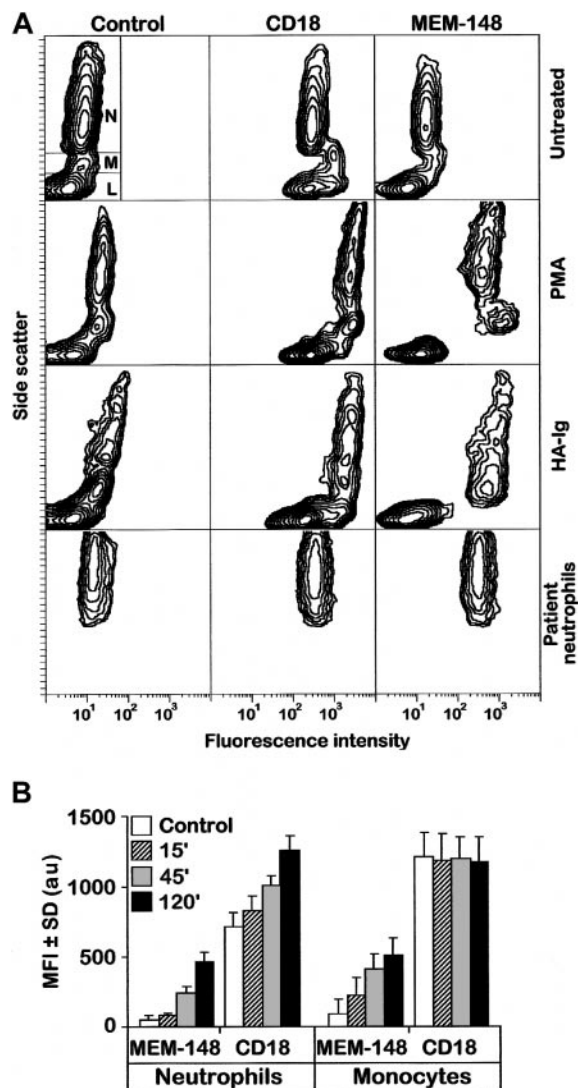 A
Control CD18 MEM-148
Untreated
N
M
L
PMA
Side scatter
HA-Ig
Patient neutrophils
10¹ 10² 10³ 10¹ 10² 10³ 10¹ 10² 10³
Fluorescence intensity
B
1500
1000
500
0
MFI ± SD (au)
Control
15'
45'
120'
MEM-148 CD18 MEM-148 CD18
Neutrophils Monocytes